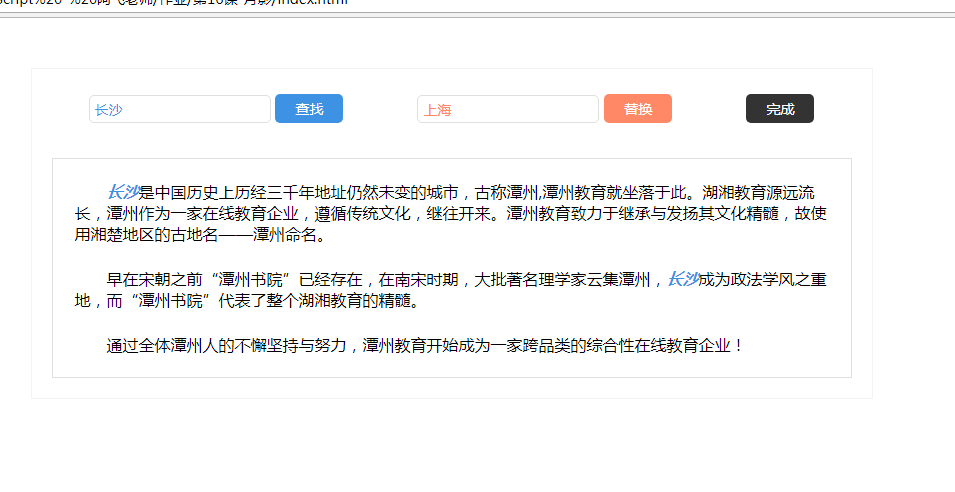 长沙 查找 上海 替换 完成
长沙是中国历史上历经三千年地址仍然未变的城市，古称潭州,潭州教育就坐落于此。湖湘教育源远流
长，潭州作为一家在线教育企业，遵循传统文化，继往开来。潭州教育致力于继承与发扬其文化精髓，故使
用湘楚地区的古地名——潭州命名。
早在宋朝之前“潭州书院”已经存在，在南宋时期，大批著名理学家云集潭州，长沙成为政法学风之重
地，而“潭州书院”代表了整个湖湘教育的精髓。
通过全体潭州人的不懈坚持与努力，潭州教育开始成为一家跨品类的综合性在线教育企业！